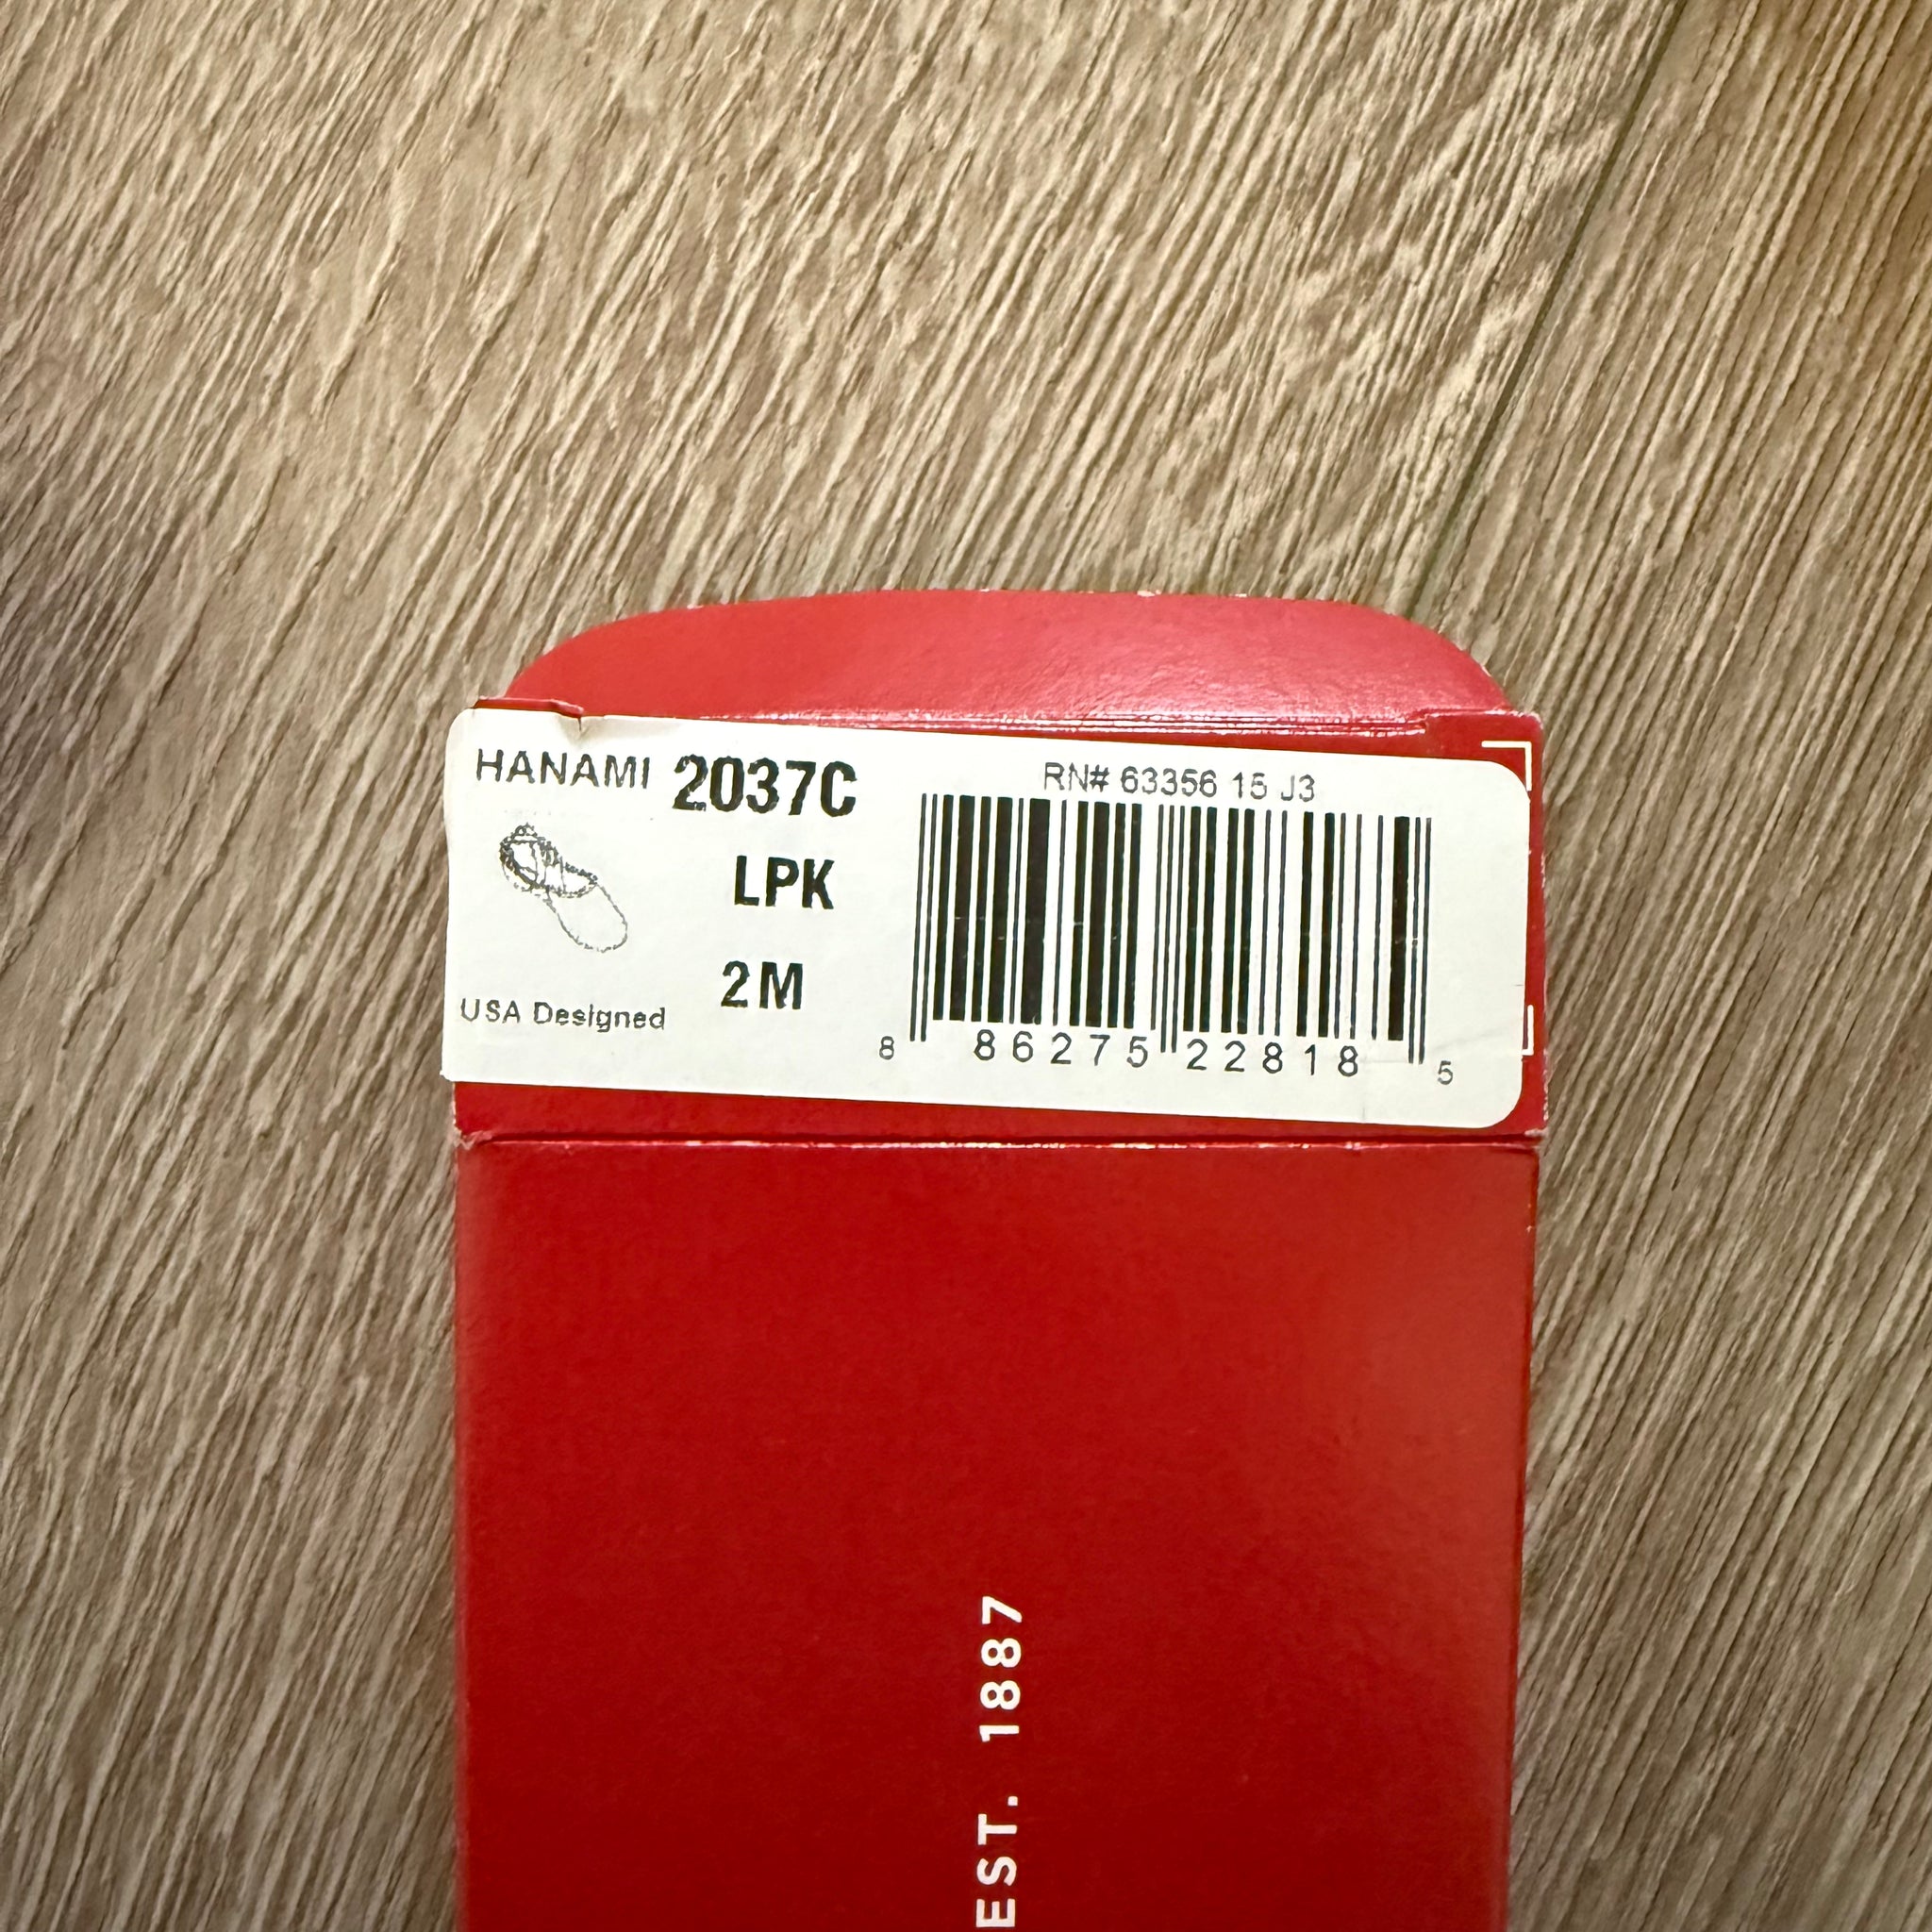 HANAMI 2037C
LPK
2M
USA Designed
RN# 63356 15 J3
8 86275 22818 5
EST. 1887